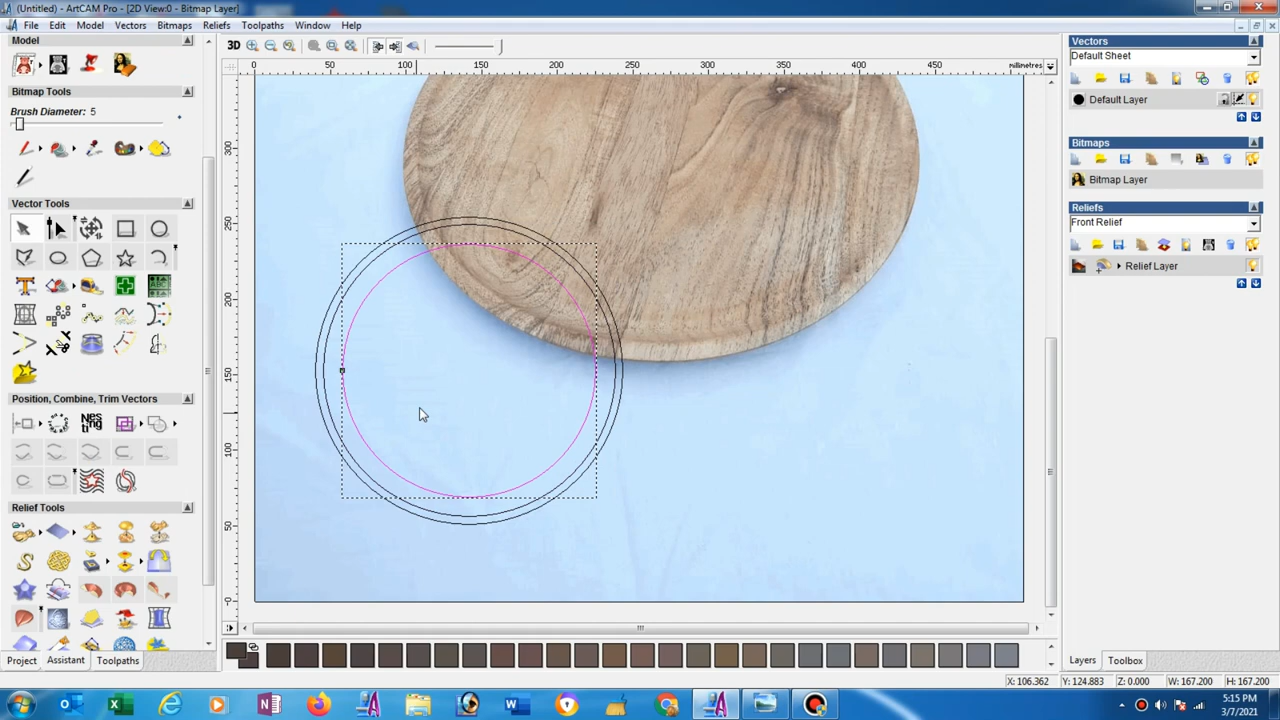 (Untitled) - ArtCAM Pro - [2D View:0 - Bitmap Layer]
File Edit Model Vectors Bitmaps Reliefs Toolpaths Window Help
Model
Bitmap Tools
Brush Diameter: 5
Vector Tools
Position, Combine, Trim Vectors
Nes
ting
Relief Tools
Project Assistant Toolpaths
3D
0 50 100 150 200 250 300 350 400 450 millimetres
300
250
200
150
100
50
0
Vectors
Default Sheet
Default Layer
Bitmaps
Bitmap Layer
Reliefs
Front Relief
Relief Layer
Layers Toolbox
X: 106.362 Y: 124.883 Z: 0.000 W: 167.200 H: 167.200
5:15 PM
3/7/2021